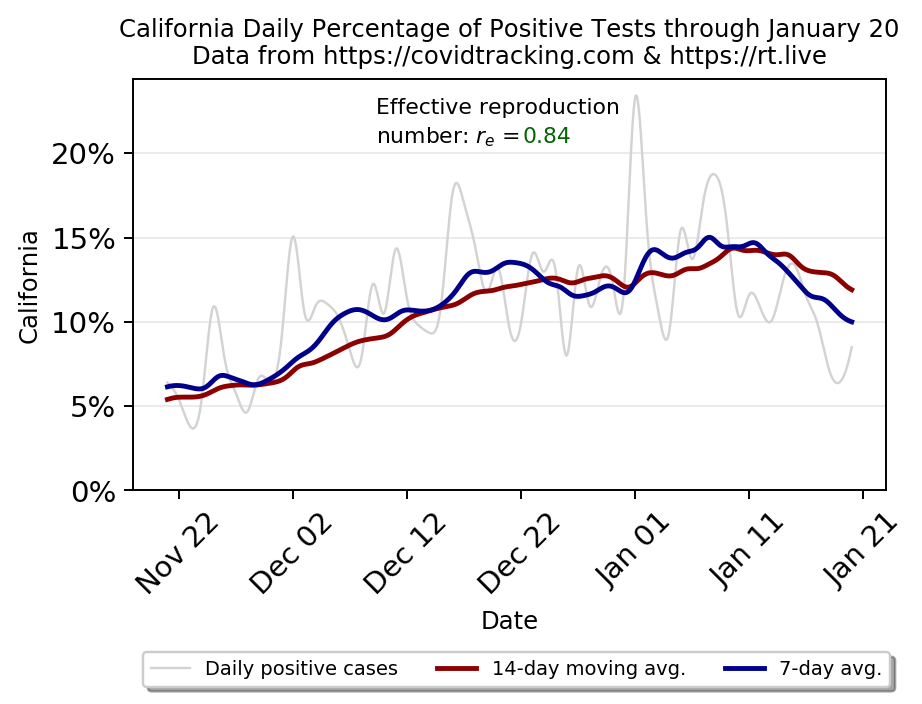 California Daily Percentage of Positive Tests through January 20
Data from https://covidtracking.com & https://rt.live
Effective reproduction
number: rₑ =0.84
20%
15%
10%
5%
0%
California
Nov 22
Dec 02
Dec 12
Dec 22
Jan 01
Jan 11
Jan 21
Date
Daily positive cases
14-day moving avg.
7-day avg.